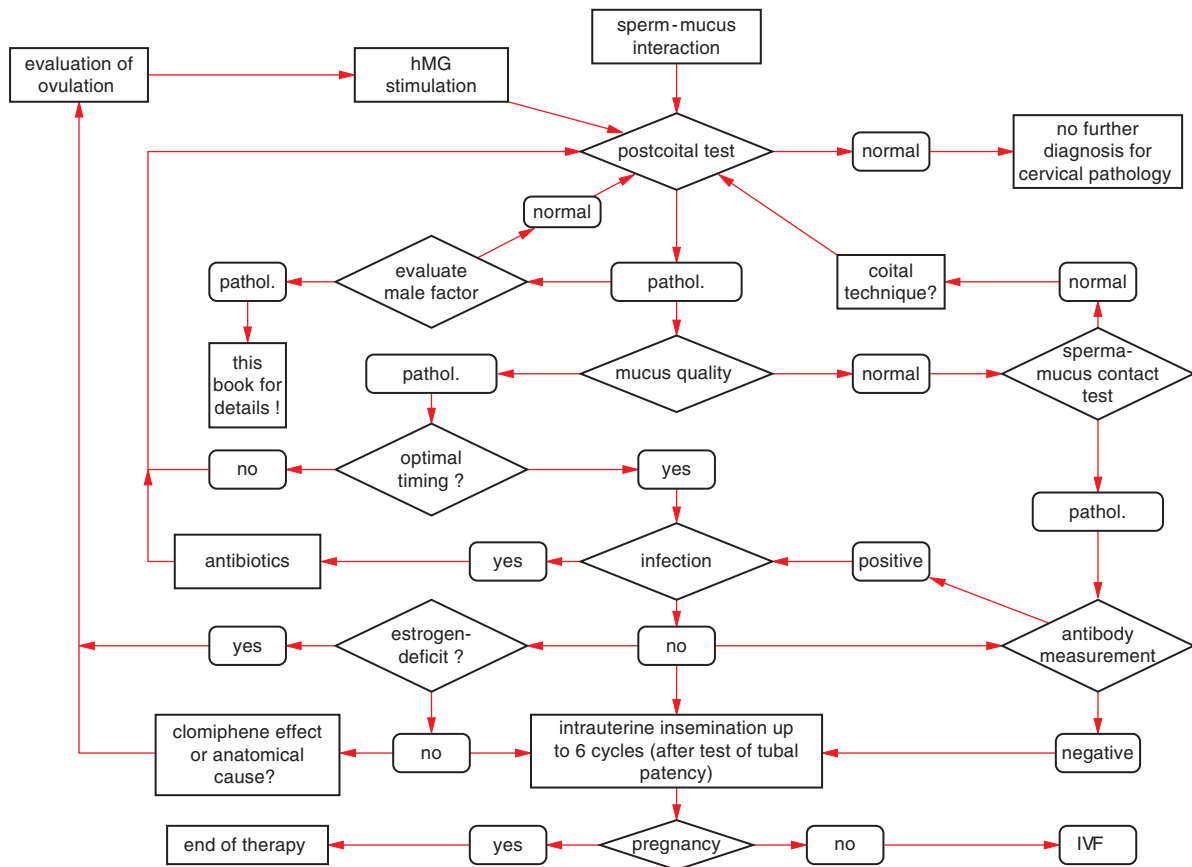 sperm-mucus
interaction
evaluation of
ovulation
hMG
stimulation
postcoital test
normal
no further
diagnosis for
cervical pathology
normal
pathol.
evaluate
male factor
pathol.
coital
technique?
normal
this
book for
details !
pathol.
mucus quality
normal
sperma-
mucus contact
test
no
optimal
timing ?
yes
pathol.
antibiotics
yes
infection
positive
yes
estrogen-
deficit ?
no
antibody
measurement
clomiphene effect
or anatomical
cause?
no
intrauterine insemination up
to 6 cycles (after test of tubal
patency)
negative
end of therapy
yes
pregnancy
no
IVF